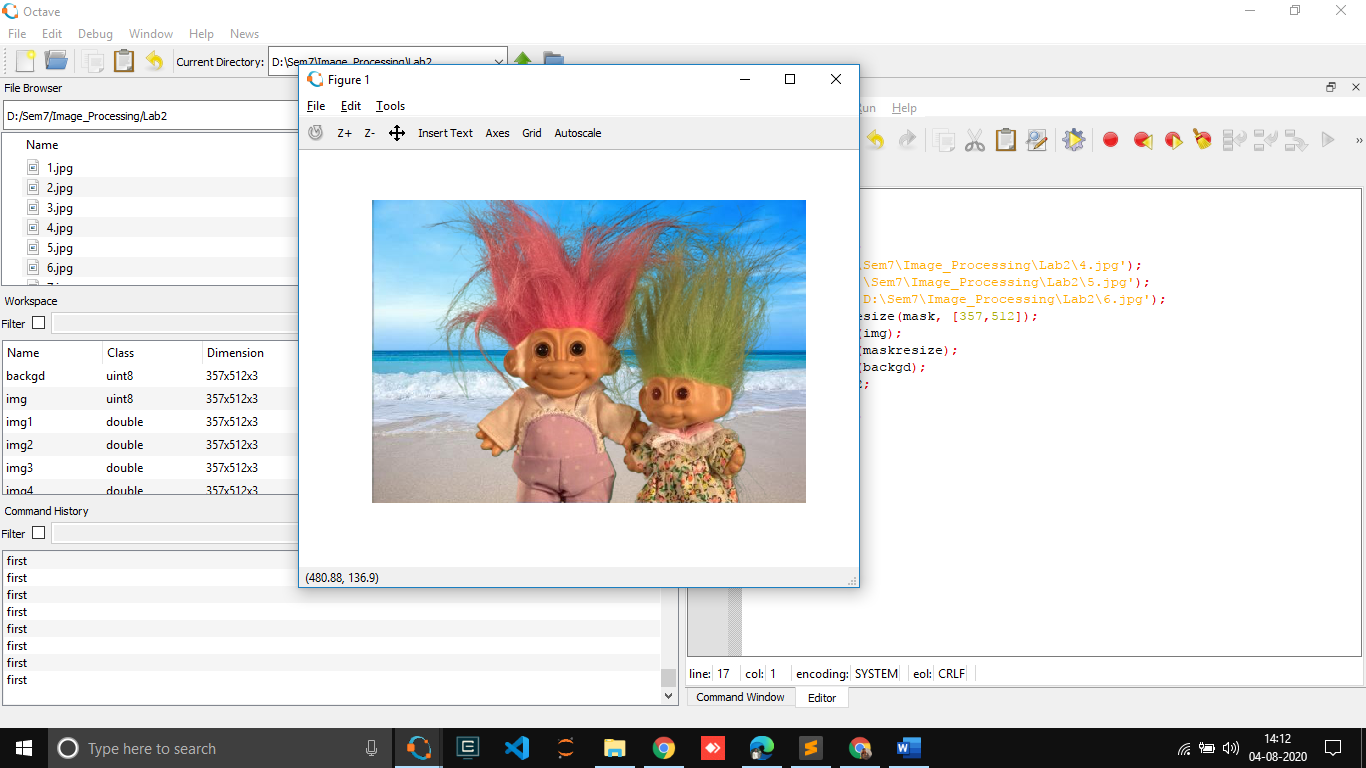 Octave
File Edit Debug Window Help News
Current Directory: D:\Sem7\Image_Processing\Lab2
File Browser
D:/Sem7/Image_Processing/Lab2
Name
1.jpg
2.jpg
3.jpg
4.jpg
5.jpg
6.jpg
Workspace
Filter
Name Class Dimension
backgd uint8 357x512x3
img uint8 357x512x3
img1 double 357x512x3
img2 double 357x512x3
img3 double 357x512x3
img4 double 357x512x3
Command History
Filter
first
first
first
first
first
first
first
first
Figure 1
File Edit Tools
Z+ Z- Insert Text Axes Grid Autoscale
(480.88, 136.9)
Run Help
\Sem7\Image_Processing\Lab2\4.jpg');
\Sem7\Image_Processing\Lab2\5.jpg');
D:\Sem7\Image_Processing\Lab2\6.jpg');
esize(mask, [357,512]);
(img);
(maskresize);
(backgd);
2;
line: 17 col: 1 encoding: SYSTEM eol: CRLF
Command Window Editor
Type here to search
14:12
04-08-2020